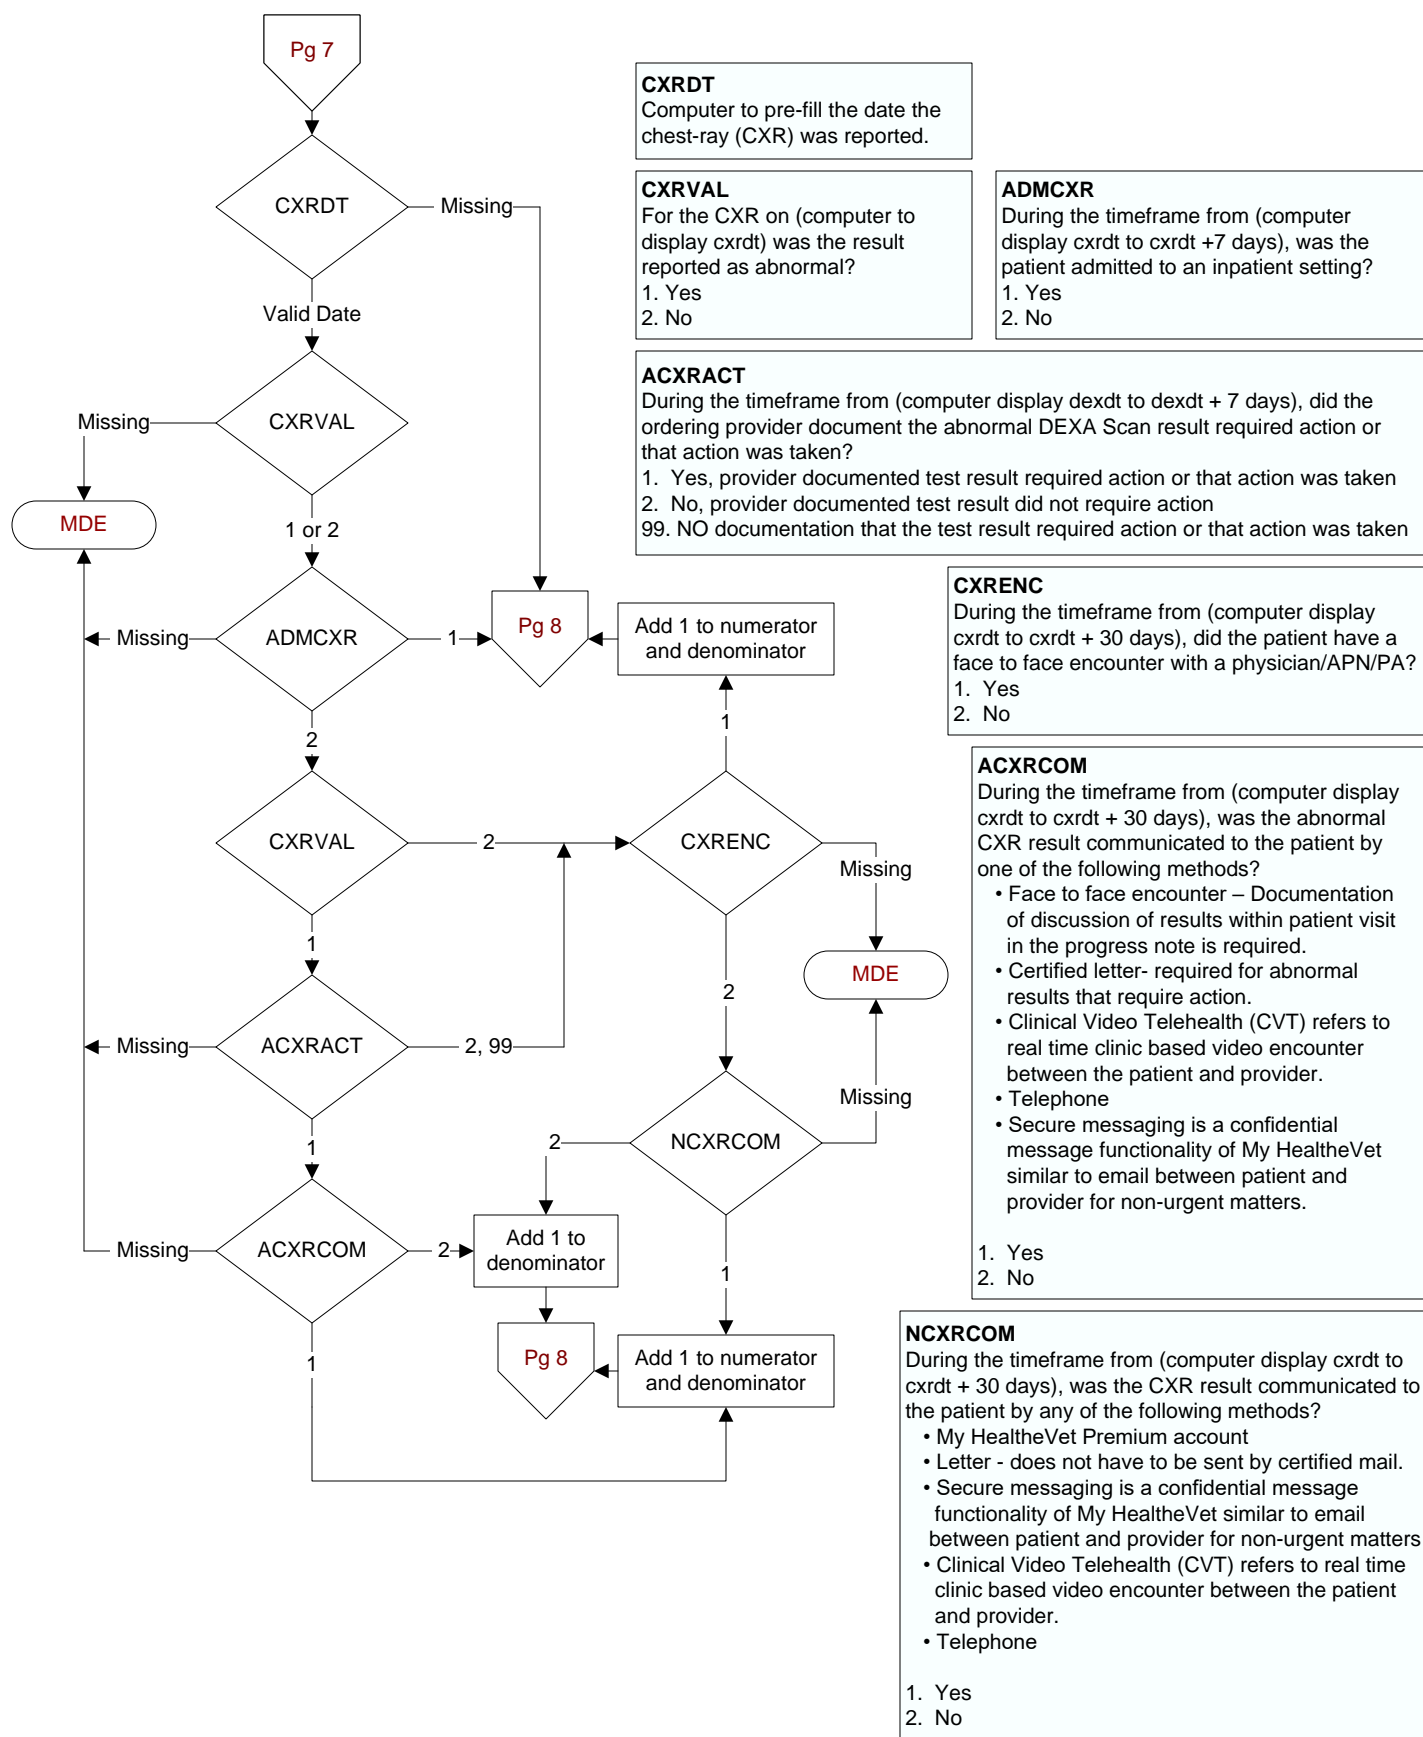 Pg 7
CXRDT
Missing
Valid Date
CXRVAL
Missing
MDE
1 or 2
ADMCXR
Missing
1
Pg 8
Add 1 to numerator
and denominator
2
1
CXRVAL
2
CXRENC
Missing
1
MDE
2
ACXRACT
Missing
2, 99
1
NCXRCOM
Missing
2
ACXRCOM
Missing
2
Add 1 to
denominator
1
1
Pg 8
Add 1 to numerator
and denominator
CXRDT
Computer to pre-fill the date the
chest-ray (CXR) was reported.
CXRVAL
For the CXR on (computer to
display cxrdt) was the result
reported as abnormal?
1. Yes
2. No
ADMCXR
During the timeframe from (computer
display cxrdt to cxrdt +7 days), was the
patient admitted to an inpatient setting?
1. Yes
2. No
ACXRACT
During the timeframe from (computer display dexdt to dexdt + 7 days), did the
ordering provider document the abnormal DEXA Scan result required action or
that action was taken?
1. Yes, provider documented test result required action or that action was taken
2. No, provider documented test result did not require action
99. NO documentation that the test result required action or that action was taken
CXRENC
During the timeframe from (computer display
cxrdt to cxrdt + 30 days), did the patient have a
face to face encounter with a physician/APN/PA?
1. Yes
2. No
ACXRCOM
During the timeframe from (computer display
cxrdt to cxrdt + 30 days), was the abnormal
CXR result communicated to the patient by
one of the following methods?
• Face to face encounter – Documentation
of discussion of results within patient visit
in the progress note is required.
• Certified letter- required for abnormal
results that require action.
• Clinical Video Telehealth (CVT) refers to
real time clinic based video encounter
between the patient and provider.
• Telephone
• Secure messaging is a confidential
message functionality of My HealtheVet
similar to email between patient and
provider for non-urgent matters.
1. Yes
2. No
NCXRCOM
During the timeframe from (computer display cxrdt to
cxrdt + 30 days), was the CXR result communicated to
the patient by any of the following methods?
• My HealtheVet Premium account
• Letter - does not have to be sent by certified mail.
• Secure messaging is a confidential message
functionality of My HealtheVet similar to email
between patient and provider for non-urgent matters
• Clinical Video Telehealth (CVT) refers to real time
clinic based video encounter between the patient
and provider.
• Telephone
1. Yes
2. No